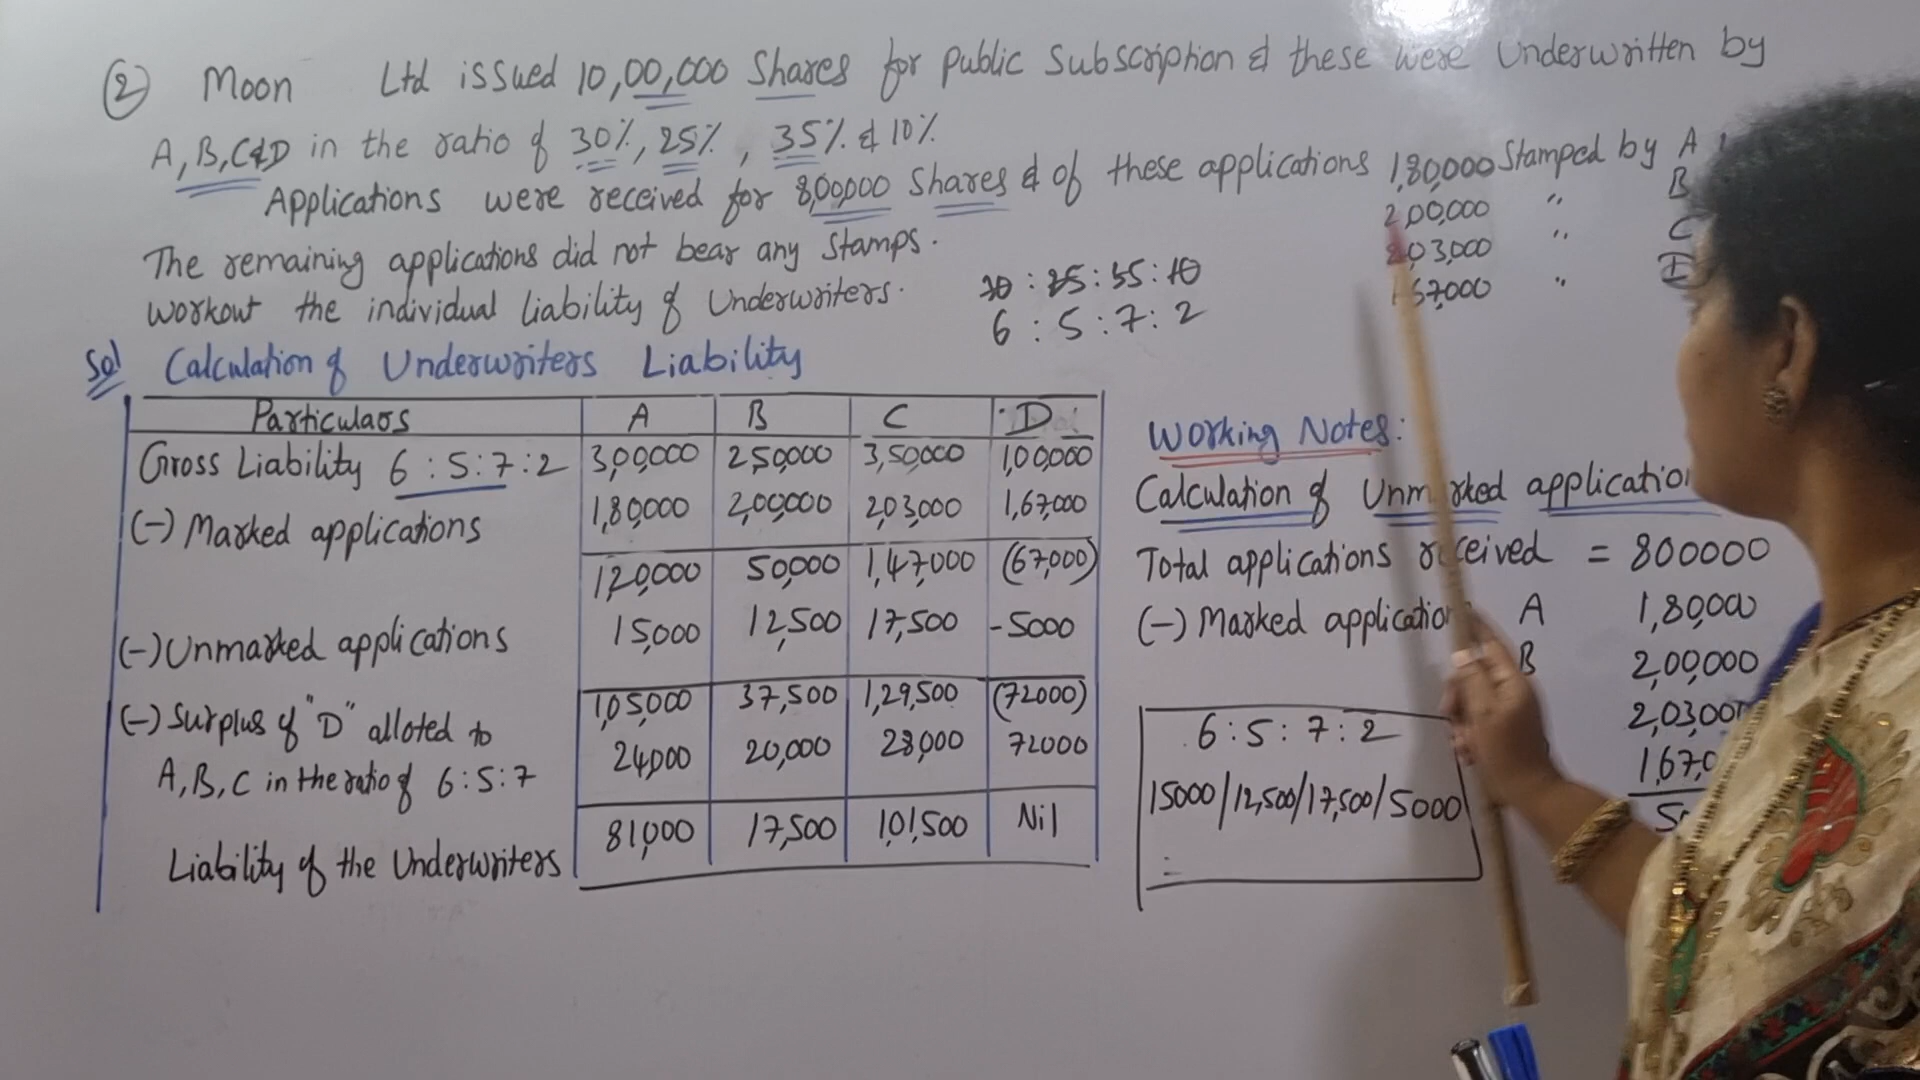 ② Moon Ltd issued 10,00,000 Shares for public Subscription & these were Underwritten by
A, B, C&D in the ratio of 30%, 25%, 35% & 10%
Applications were received for 8,00,000 Shares & of these applications 1,80,000 Stamped by A
2,00,000 " B
2,03,000 " C
1,67,000 " D
The remaining applications did not bear any Stamps.
Workout the individual liability of Underwriters.
30 : 25 : 35 : 10
6 : 5 : 7 : 2
Sol Calculation of Underwriters Liability
Particulars A B C D
Gross Liability 6 : 5 : 7 : 2 3,00,000 2,50,000 3,50,000 1,00,000
(-) Marked applications 1,80,000 2,00,000 2,03,000 1,67,000
1,20,000 50,000 1,47,000 (67,000)
(-) Unmarked applications 15,000 12,500 17,500 -5000
1,05,000 37,500 1,29,500 (72000)
(-) Surplus of "D" alloted to
A, B, C in the ratio of 6 : 5 : 7 24,000 20,000 28,000 72000
Liability of the Underwriters 81,000 17,500 1,01,500 Nil
Working Notes:
Calculation of Unmarked applicatio
Total applications received = 800000
(-) Marked application A 1,80,000
B 2,00,000
2,03,00
1,67,0
6 : 5 : 7 : 2
15000/12,500/17,500/5000